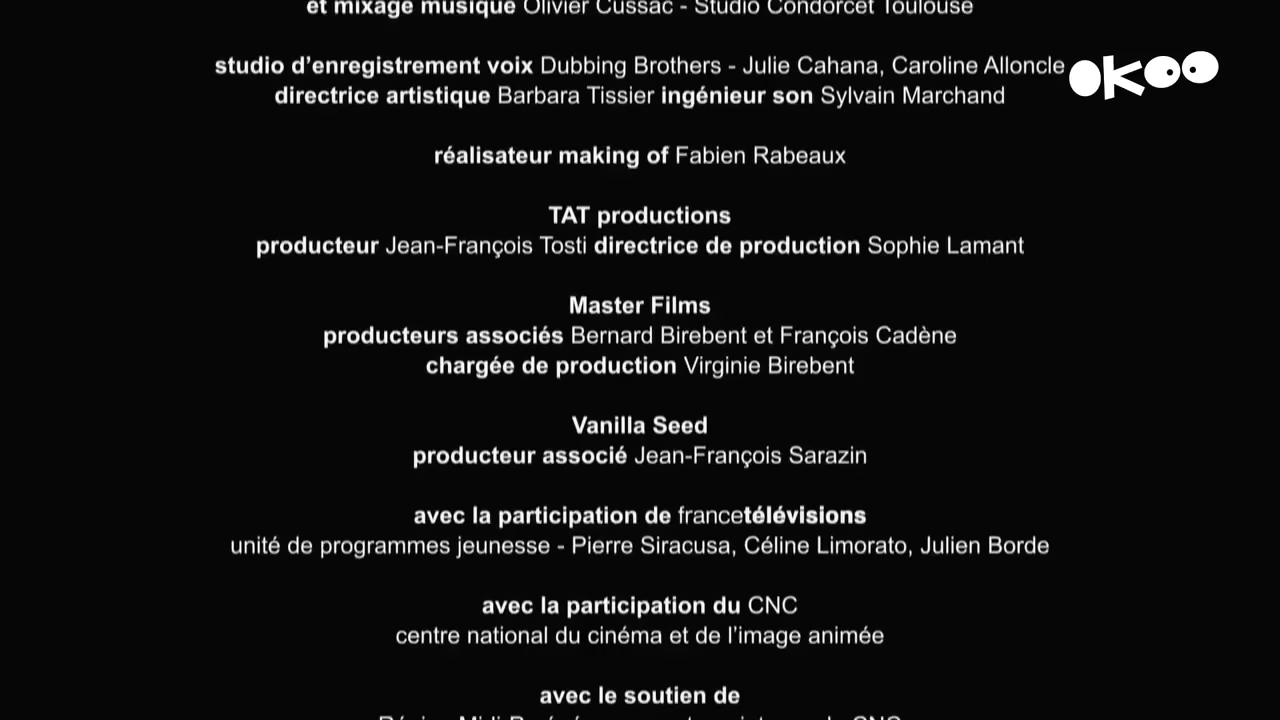 et mixage musique Olivier Cussac - Studio Condorcet Toulouse
studio d’enregistrement voix Dubbing Brothers - Julie Cahana, Caroline Alloncle
OKOO
directrice artistique Barbara Tissier ingénieur son Sylvain Marchand
réalisateur making of Fabien Rabeaux
TAT productions
producteur Jean-François Tosti directrice de production Sophie Lamant
Master Films
producteurs associés Bernard Birebent et François Cadène
chargée de production Virginie Birebent
Vanilla Seed
producteur associé Jean-François Sarazin
avec la participation de francetélévisions
unité de programmes jeunesse - Pierre Siracusa, Céline Limorato, Julien Borde
avec la participation du CNC
centre national du cinéma et de l’image animée
avec le soutien de